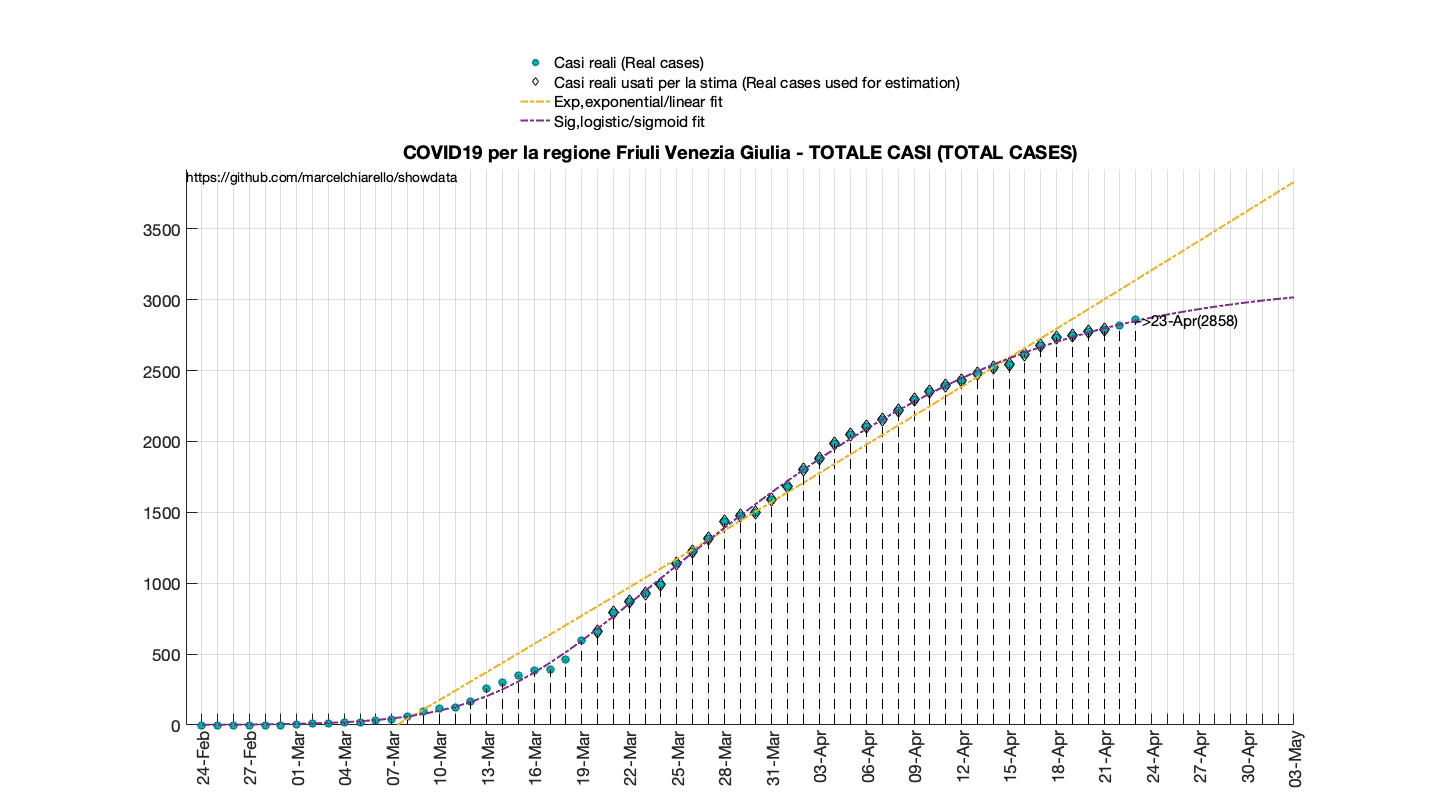 Casi reali (Real cases)
Casi reali usati per la stima (Real cases used for estimation)
Exp,exponential/linear fit
Sig,logistic/sigmoid fit
COVID19 per la regione Friuli Venezia Giulia - TOTALE CASI (TOTAL CASES)
https://github.com/marcelchiarello/showdata
3500
3000
>23-Apr(2858)
2500
2000
1500
1000
500
0
24-Feb
27-Feb
01-Mar
04-Mar
07-Mar
10-Mar
13-Mar
16-Mar
19-Mar
22-Mar
25-Mar
28-Mar
31-Mar
03-Apr
06-Apr
09-Apr
12-Apr
15-Apr
18-Apr
21-Apr
24-Apr
27-Apr
30-Apr
03-May